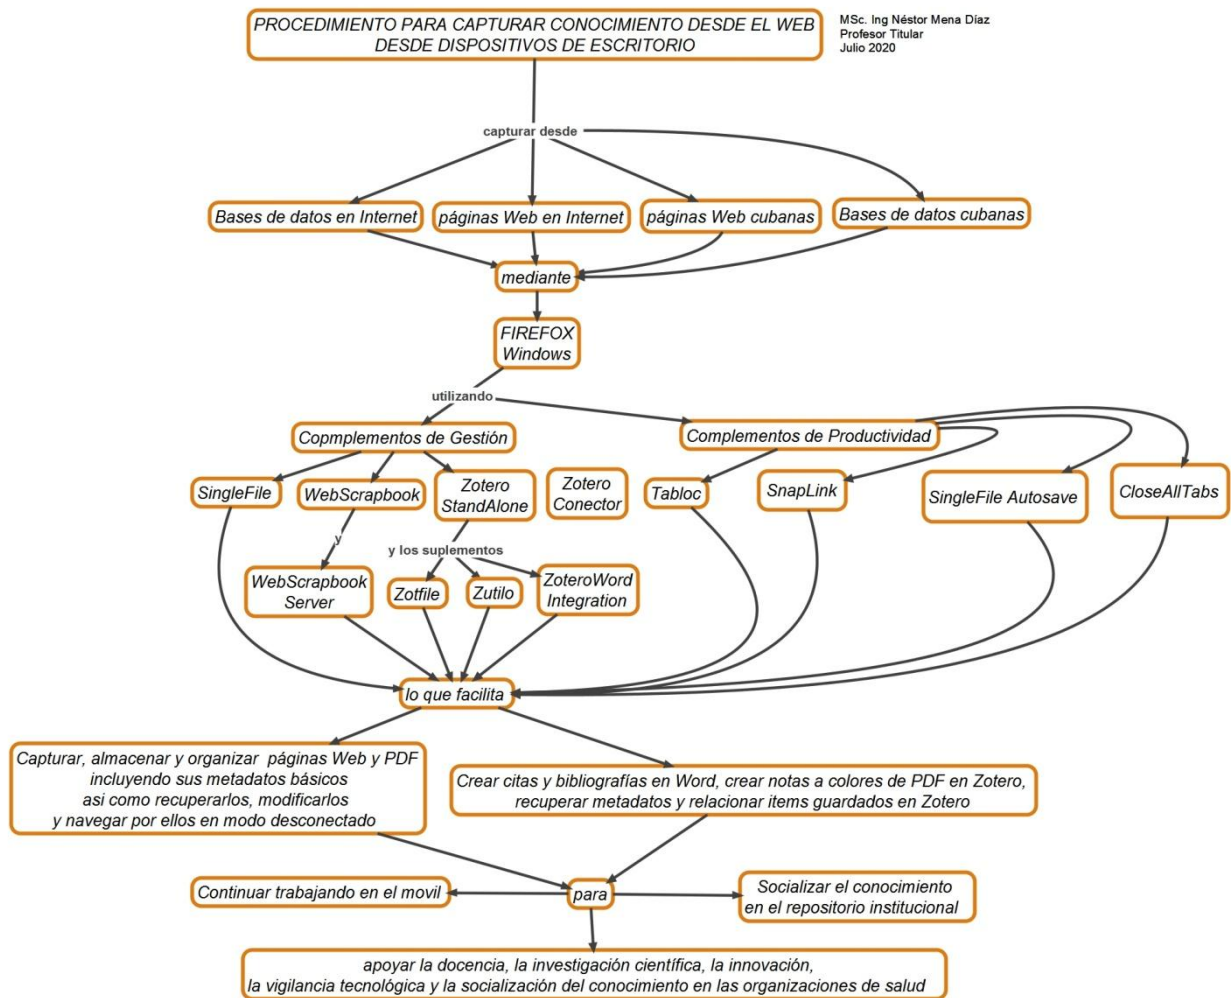 PROCEDIMIENTO PARA CAPTURAR CONOCIMIENTO DESDE EL WEB
DESDE DISPOSITIVOS DE ESCRITORIO
MSc. Ing Néstor Mena Díaz
Profesor Titular
Julio 2020
capturar desde
Bases de datos en Internet
páginas Web en Internet
páginas Web cubanas
Bases de datos cubanas
mediante
FIREFOX
Windows
utilizando
Copmplementos de Gestión
Complementos de Productividad
SingleFile
WebScrapbook
Zotero
StandAlone
Zotero
Conector
Tabloc
SnapLink
SingleFile Autosave
CloseAllTabs
y
y los suplementos
WebScrapbook
Server
Zotfile
Zutilo
ZoteroWord
Integration
lo que facilita
Capturar, almacenar y organizar páginas Web y PDF
incluyendo sus metadatos básicos
asi como recuperarlos, modificarlos
y navegar por ellos en modo desconectado
Crear citas y bibliografías en Word, crear notas a colores de PDF en Zotero,
recuperar metadatos y relacionar items guardados en Zotero
Continuar trabajando en el movil
para
Socializar el conocimiento
en el repositorio institucional
apoyar la docencia, la investigación científica, la innovación,
la vigilancia tecnológica y la socialización del conocimiento en las organizaciones de salud